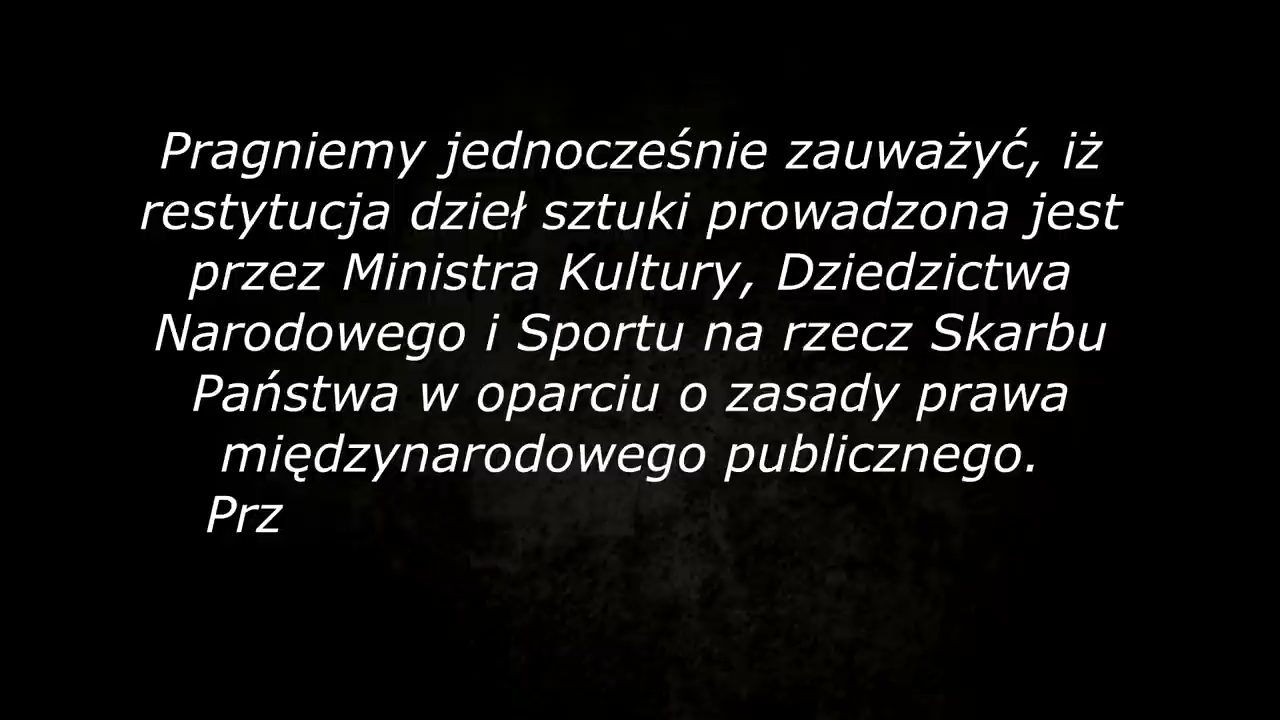 Pragniemy jednocześnie zauważyć, iż
restytucja dzieł sztuki prowadzona jest
przez Ministra Kultury, Dziedzictwa
Narodowego i Sportu na rzecz Skarbu
Państwa w oparciu o zasady prawa
międzynarodowego publicznego.
Prz